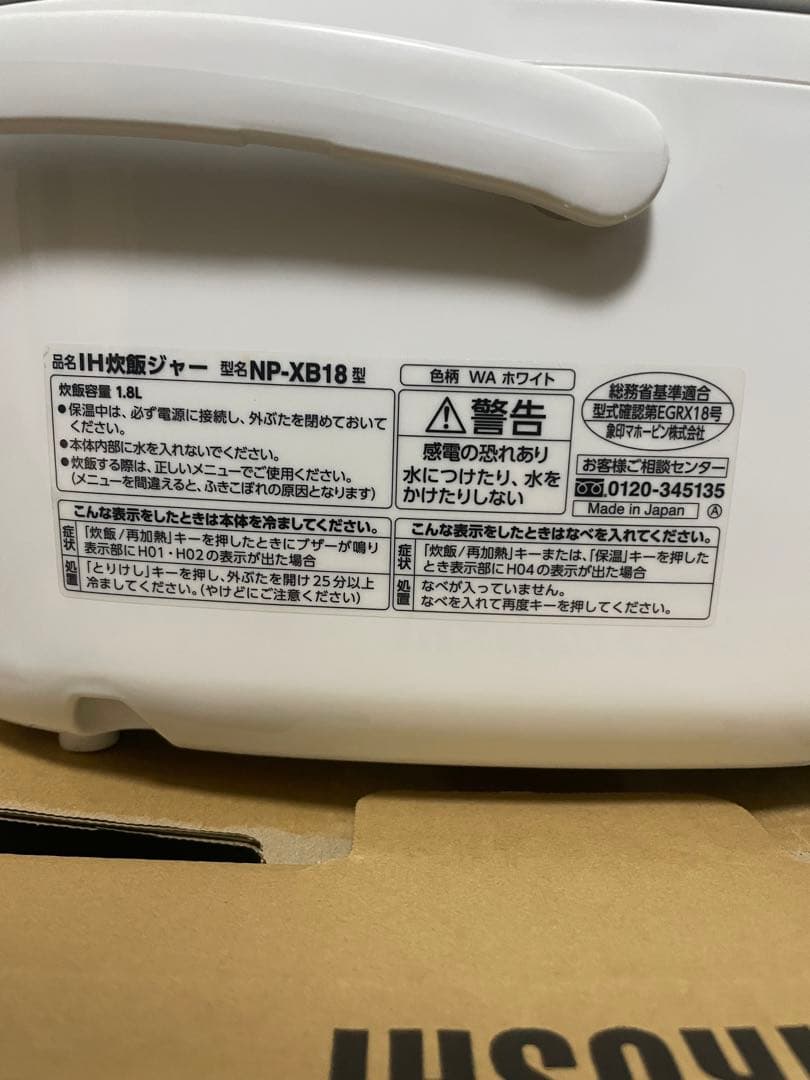 品名 IH炊飯ジャー 型名 NP-XB18 型
炊飯容量 1.8L
●保温中は、必ず電源に接続し、外ぶたを閉めておいて
ください。
●本体内部に水を入れないでください。
●炊飯する際は、正しいメニューでご使用ください。
(メニューを間違えると、ふきこぼれの原因となります)
色柄 WA ホワイト
警告
感電の恐れあり
水につけたり、水を
かけたりしない
総務省基準適合
型式確認第EGRX18号
象印マホービン株式会社
お客様ご相談センター
0120-345135
Made in Japan Ⓐ
こんな表示をしたときは本体を冷ましてください。
症状 「炊飯/再加熱」キーを押したときにブザーが鳴り
表示部にH01・H02の表示が出た場合
処置 「とりけし」キーを押し、外ぶたを開け25分以上
冷ましてください。(やけどにご注意ください)
こんな表示をしたときはなべを入れてください。
症状 「炊飯/再加熱」キーまたは、「保温」キーを押した
とき表示部にH04の表示が出た場合
処置 なべが入っていません。
なべを入れて再度キーを押してください。
ROUSHI